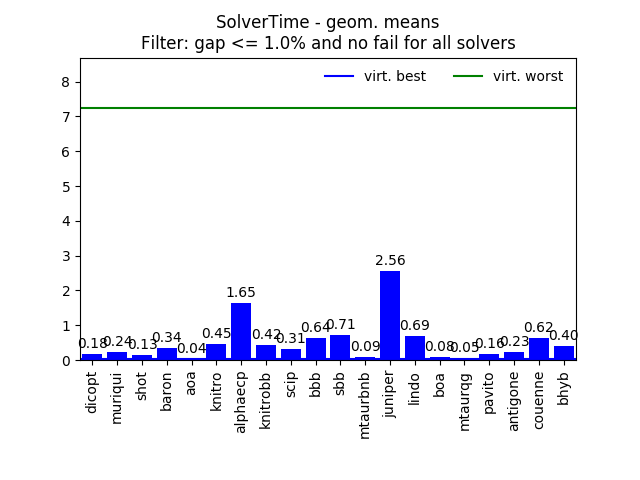 SolverTime - geom. means
Filter: gap <= 1.0% and no fail for all solvers
virt. best virt. worst
8
7
6
5
4
3
2
1
0
0.18 0.24 0.13 0.34 0.04 0.45 1.65 0.42 0.31 0.64 0.71 0.09 2.56 0.69 0.08 0.05 0.16 0.23 0.62 0.40
dicopt muriqui shot baron aoa knitro alphaecp knitrobb scip bbb sbb mtaurbnb juniper lindo boa mtaurqg pavito antigone couenne bhyb